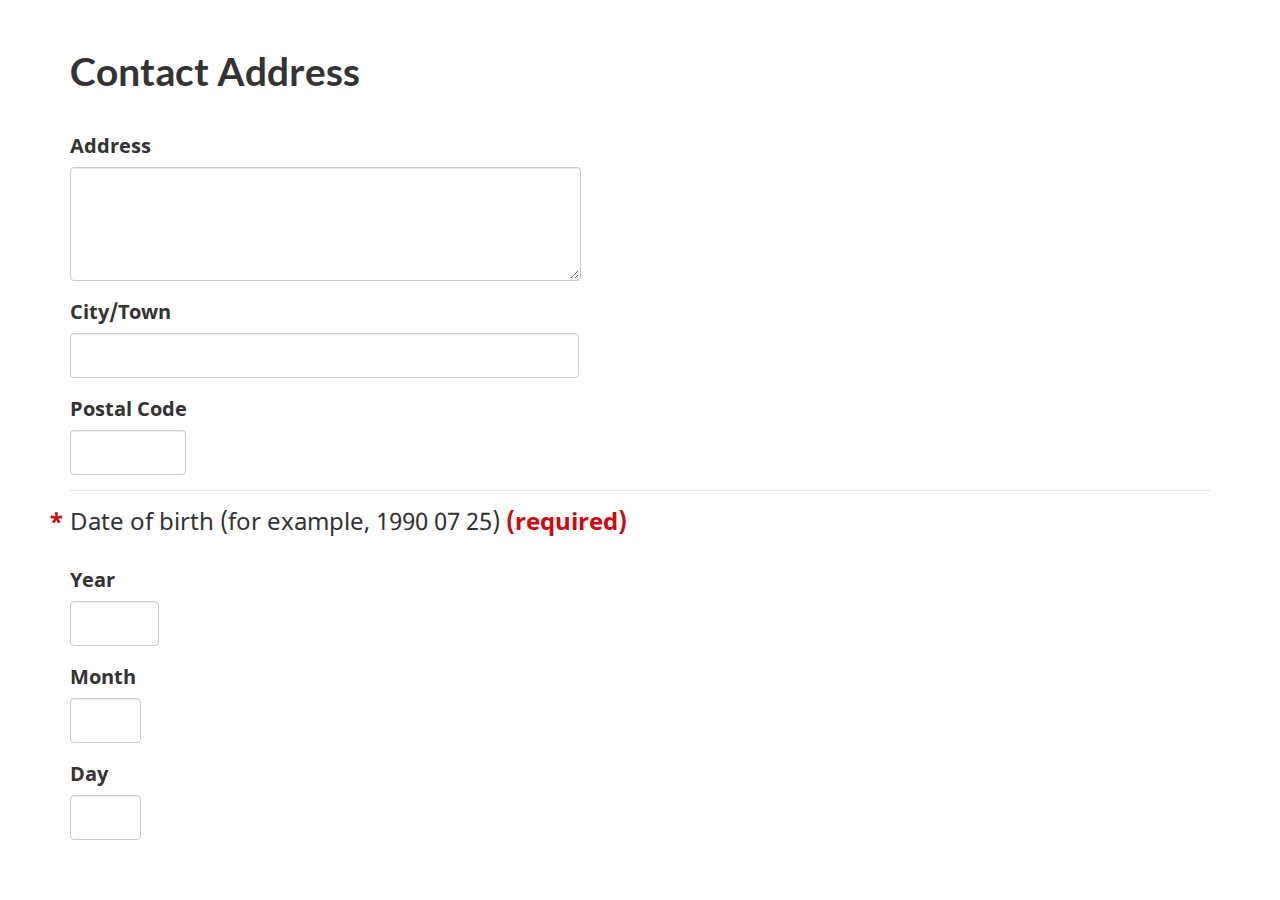 Contact Address
Address
City/Town
Postal Code
* Date of birth (for example, 1990 07 25) (required)
Year
Month
Day